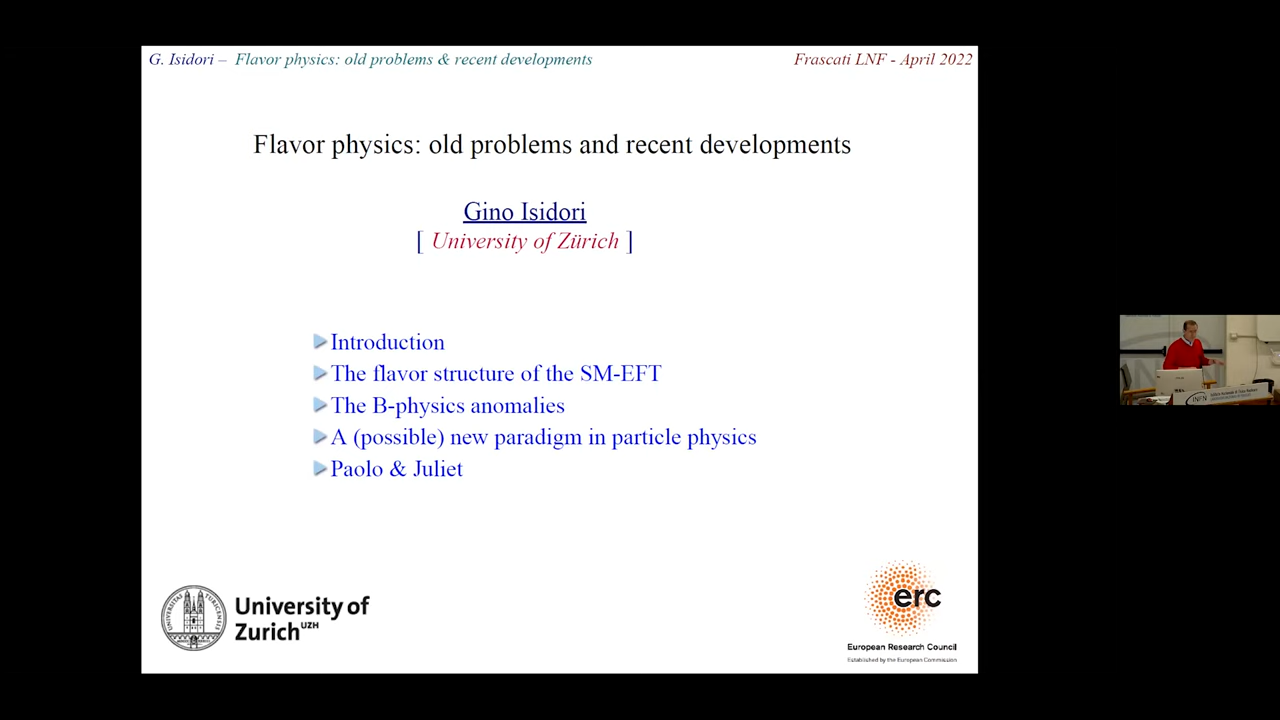 G. Isidori – Flavor physics: old problems & recent developments
Frascati LNF - April 2022
Flavor physics: old problems and recent developments
Gino Isidori
[ University of Zürich ]
Introduction
The flavor structure of the SM-EFT
The B-physics anomalies
A (possible) new paradigm in particle physics
Paolo & Juliet
University of
Zurich UZH
erc
European Research Council
Established by the European Commission
INFN